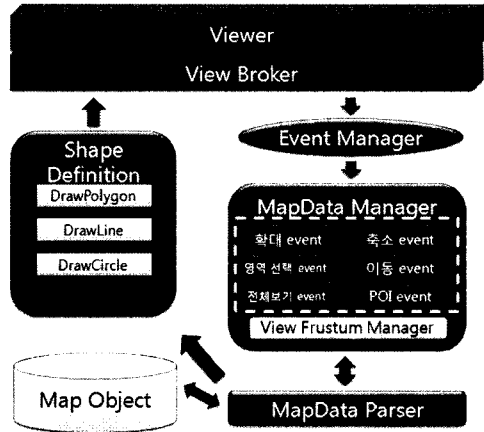 Viewer
View Broker
Event Manager
Shape
Definition
DrawPolygon
DrawLine
DrawCircle
MapData Manager
확대 event
축소 event
영역 선택 event
이동 event
전체보기 event
POI event
View Frustum Manager
Map Object
MapData Parser